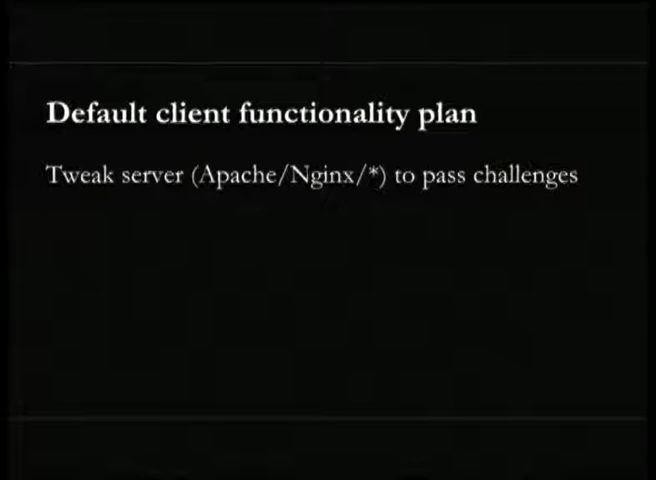 Default client functionality plan
Tweak server (Apache/Nginx/*) to pass challenges